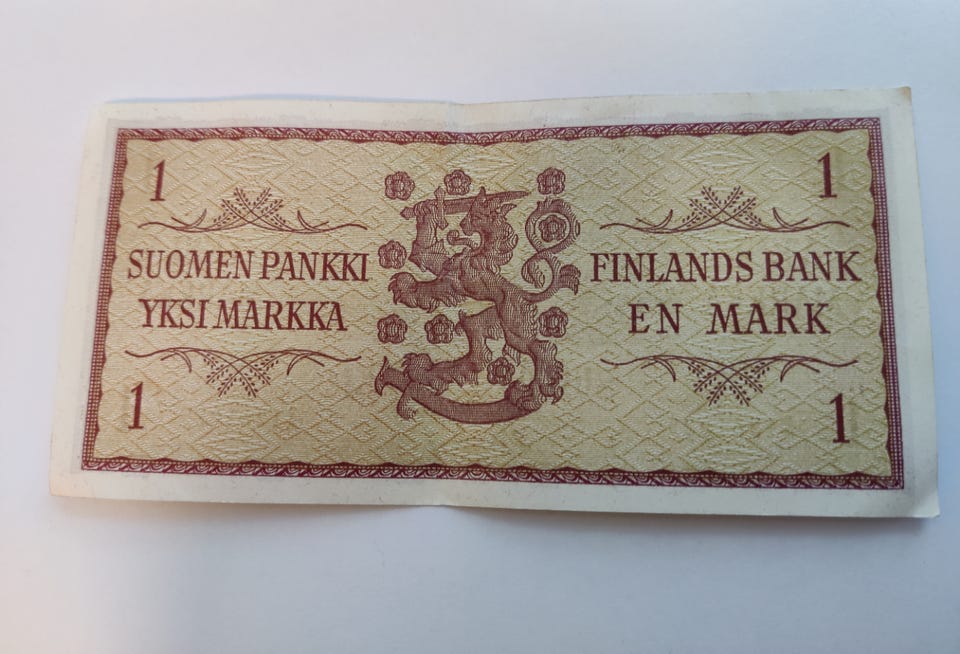 1
1
SUOMEN PANKKI
YKSI MARKKA
FINLANDS BANK
EN MARK
1
1